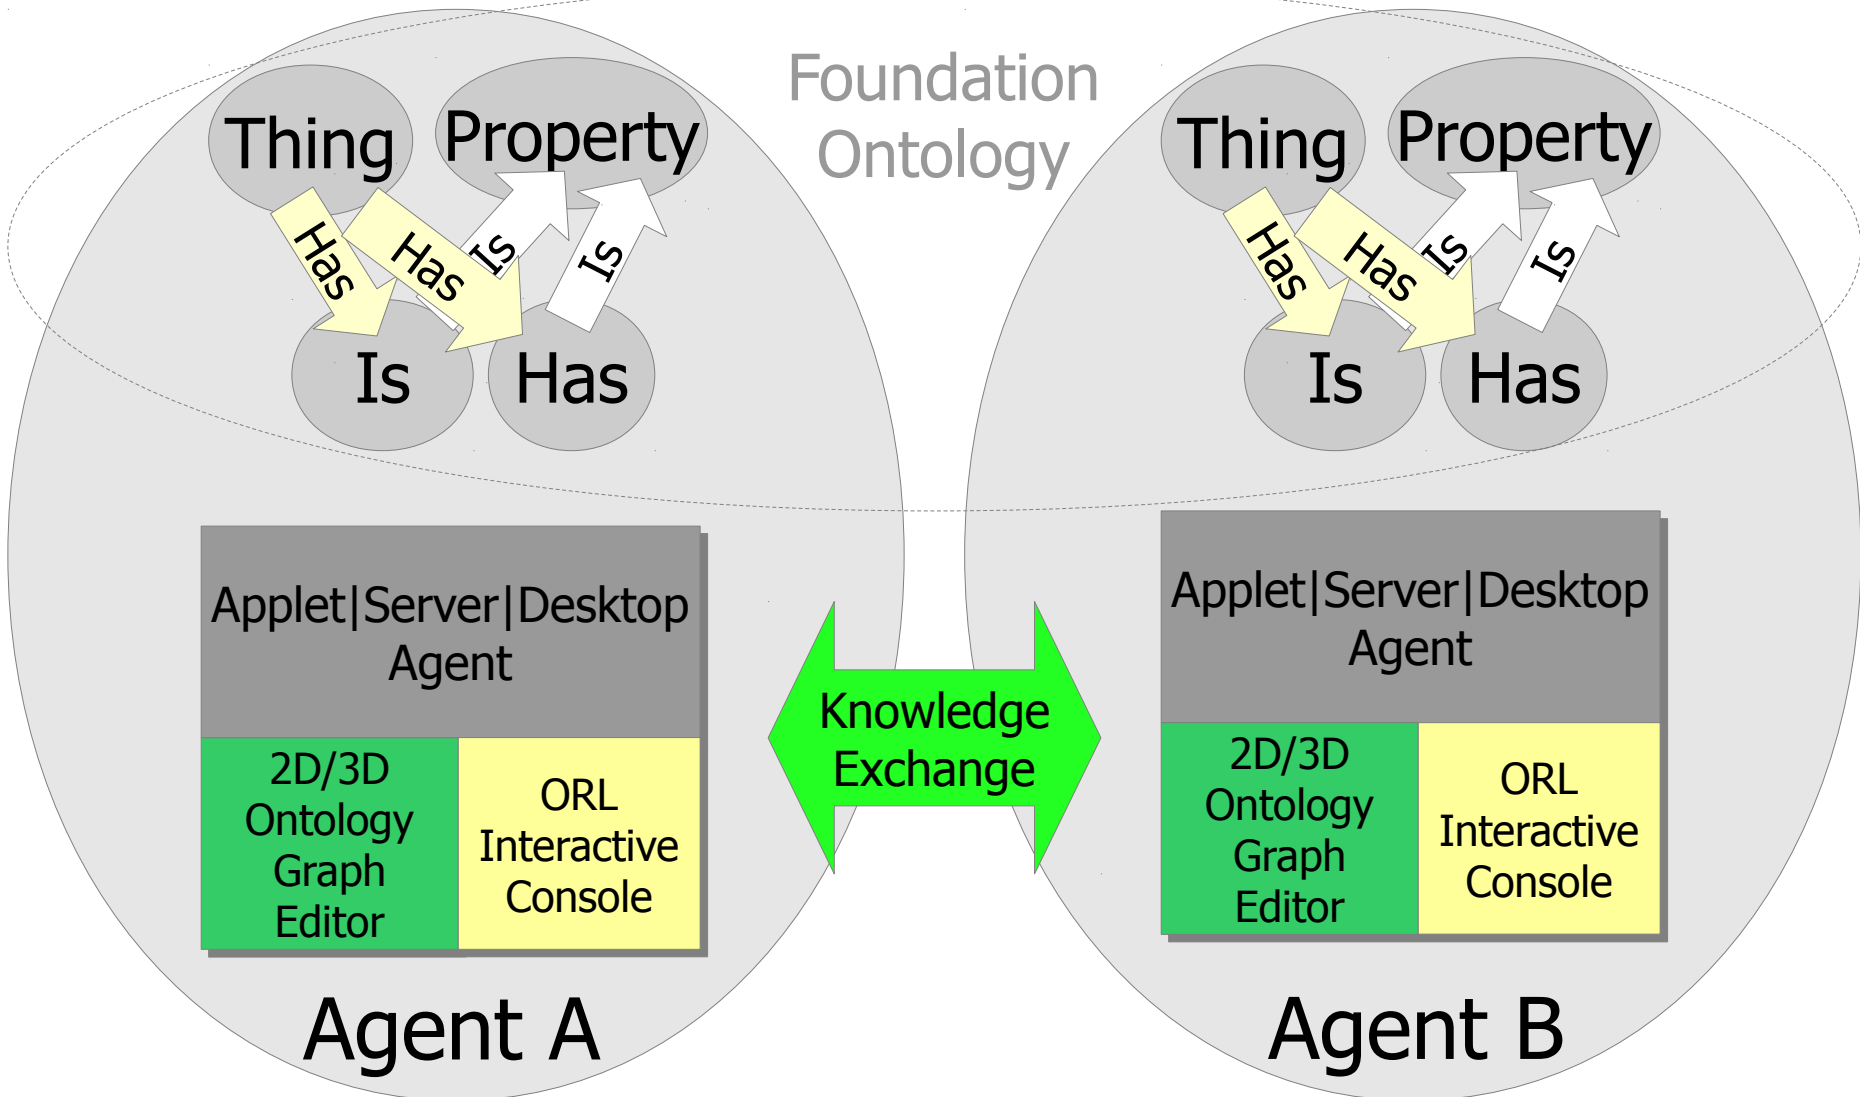 Foundation
Ontology
Thing
Property
Has
Has
Is
Is
Is
Has
Applet|Server|Desktop
Agent
2D/3D
Ontology
Graph
Editor
ORL
Interactive
Console
Agent A
Knowledge
Exchange
Thing
Property
Has
Has
Is
Is
Is
Has
Applet|Server|Desktop
Agent
2D/3D
Ontology
Graph
Editor
ORL
Interactive
Console
Agent B